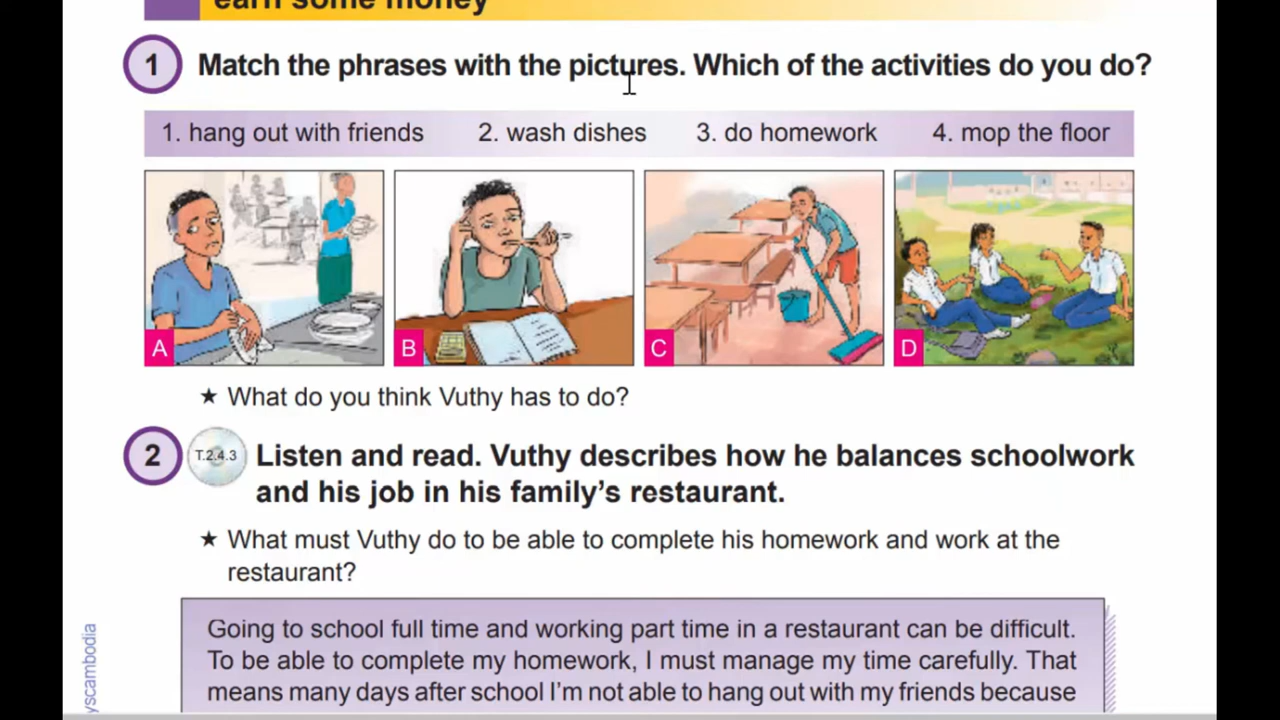 earn some money
1 Match the phrases with the pictures. Which of the activities do you do?
1. hang out with friends 2. wash dishes 3. do homework 4. mop the floor
A B C D
★ What do you think Vuthy has to do?
2 T.2.4.3 Listen and read. Vuthy describes how he balances schoolwork
and his job in his family’s restaurant.
★ What must Vuthy do to be able to complete his homework and work at the
restaurant?
Going to school full time and working part time in a restaurant can be difficult.
To be able to complete my homework, I must manage my time carefully. That
means many days after school I’m not able to hang out with my friends because
yscambodia